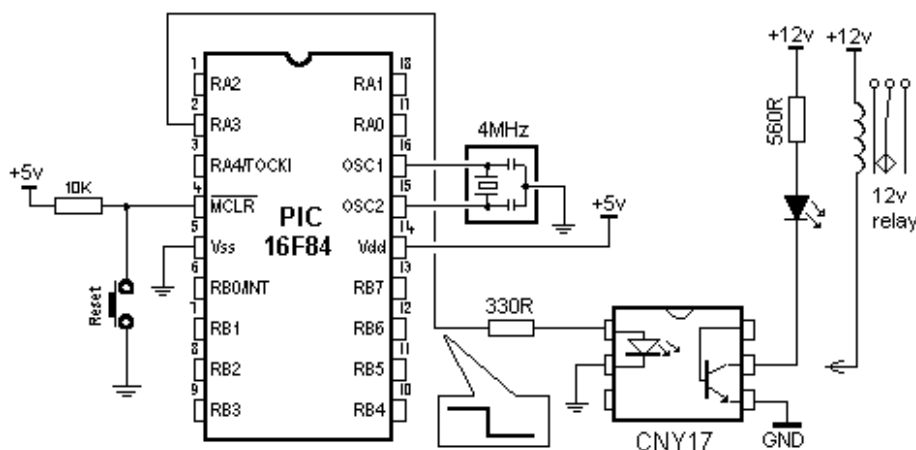 +12v
+12v
1
RA2
RA1
18
2
RA3
RA0
11
3
RA4/TOCKI
OSC1
16
4MHz
+5v
10K
4
MCLR
OSC2
15
PIC
16F84
5
Vss
Vdd
14
+5v
6
RB0/INT
RB7
13
Reset
7
RB1
RB6
12
330R
8
RB2
RB5
11
9
RB3
RB4
10
560R
12v
relay
CNY17
GND